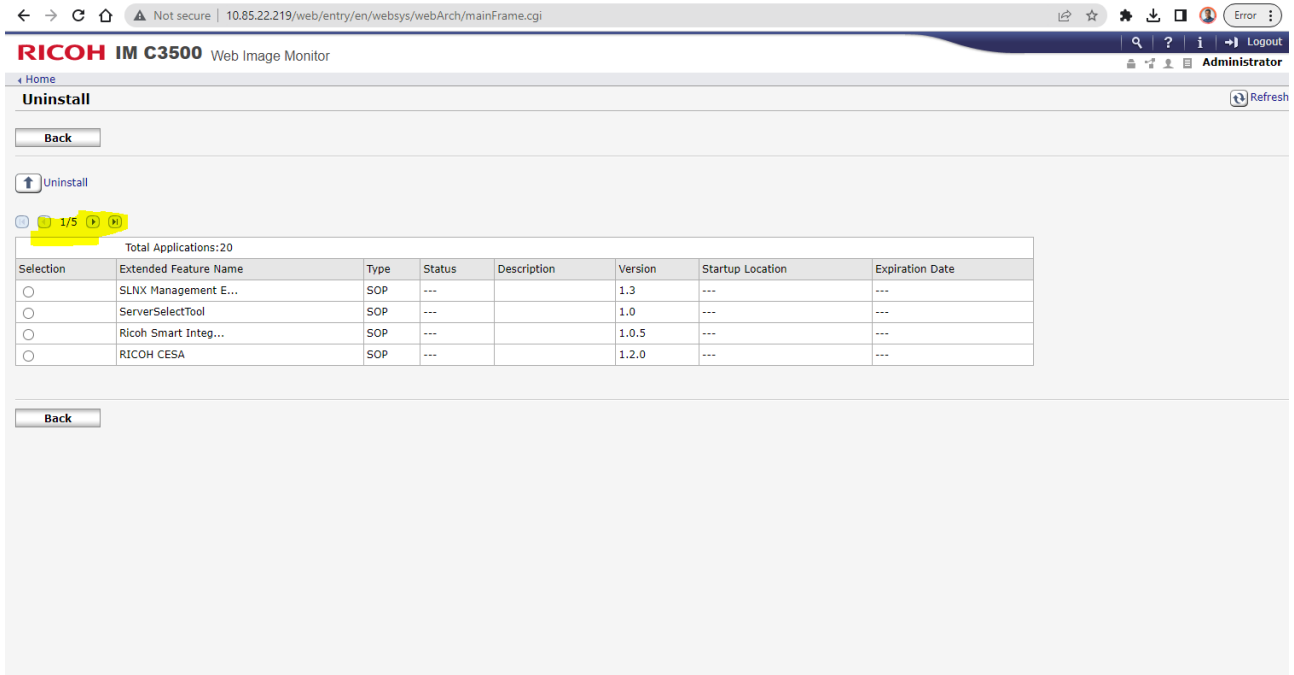 Not secure 10.85.22.219/web/entry/en/websys/webArch/mainFrame.cgi Error
RICOH IM C3500 Web Image Monitor ? i Logout
Administrator
Home
Uninstall Refresh
Back
Uninstall
1/5
Total Applications:20
Selection Extended Feature Name Type Status Description Version Startup Location Expiration Date
SLNX Management E... SOP --- 1.3 --- ---
ServerSelectTool SOP --- 1.0 --- ---
Ricoh Smart Integ... SOP --- 1.0.5 --- ---
RICOH CESA SOP --- 1.2.0 --- ---
Back